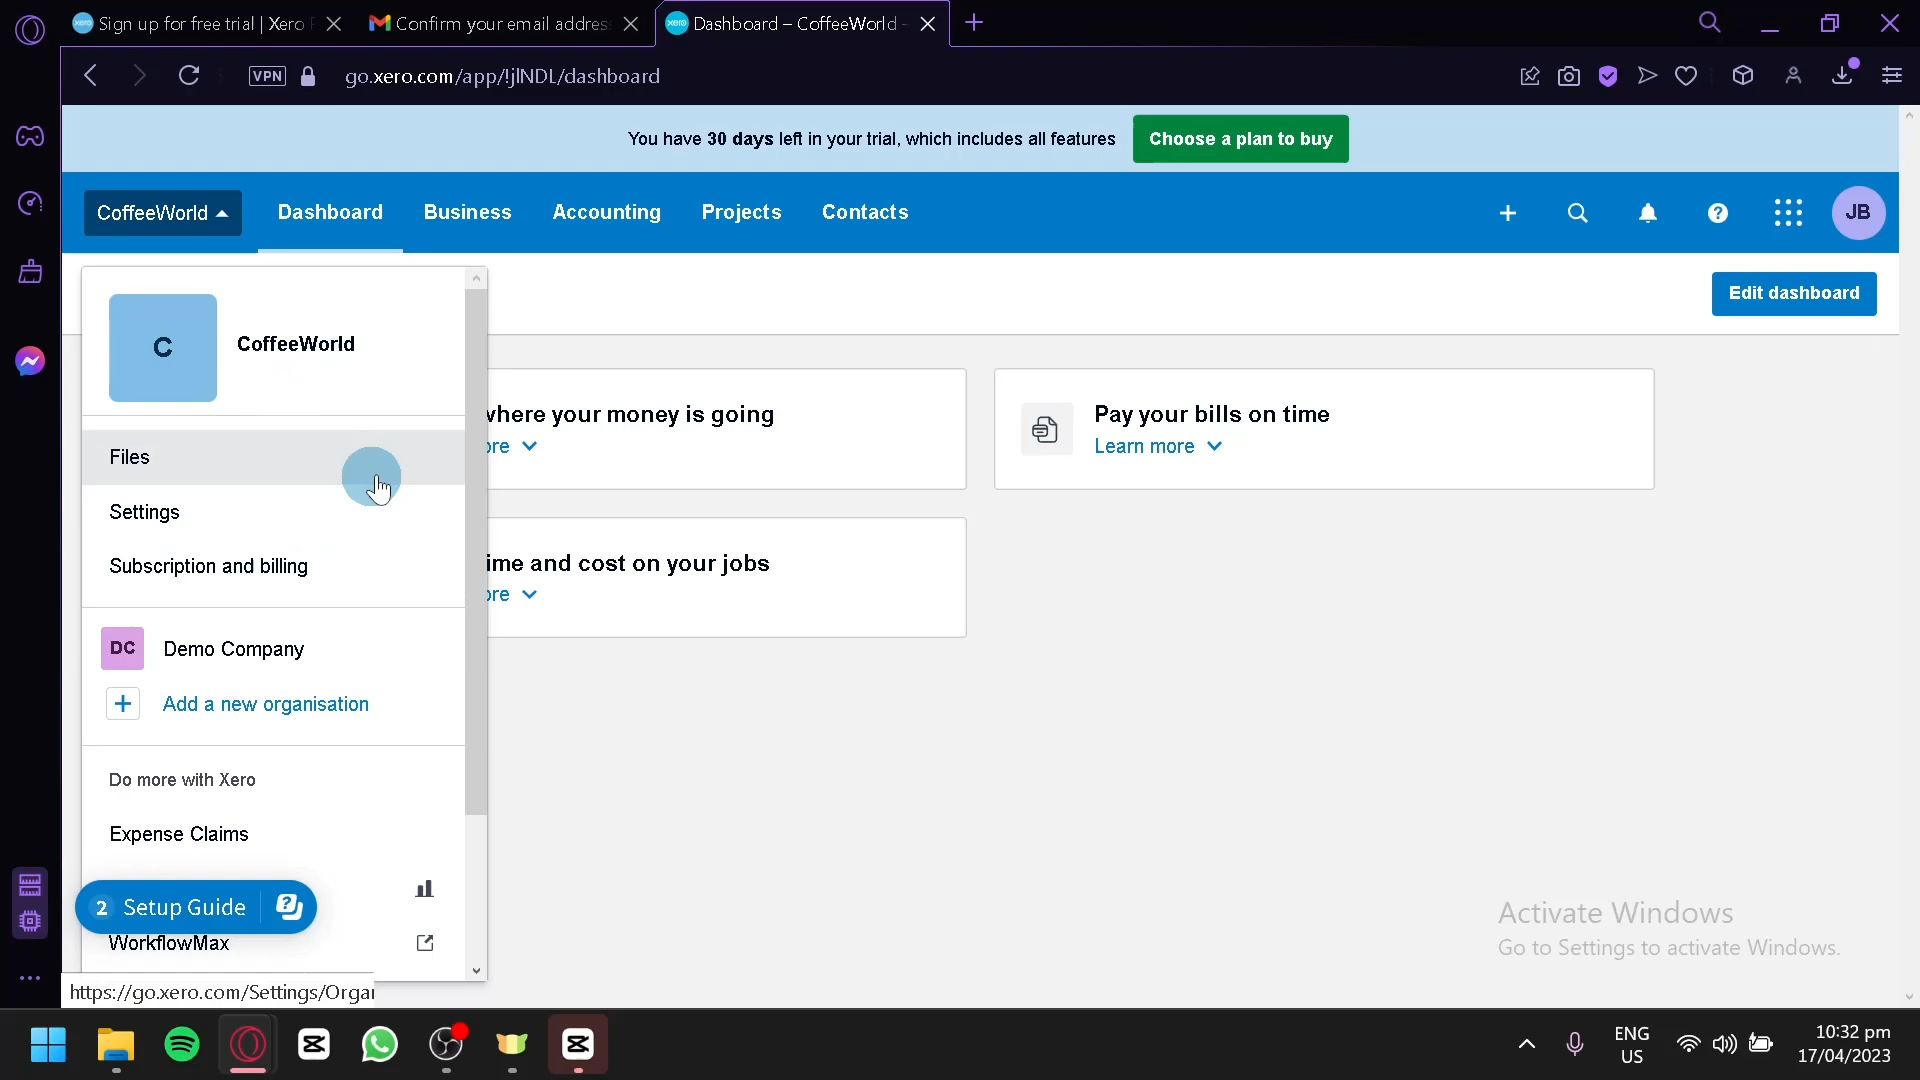 Sign up for free trial | Xero
Confirm your email addres
Dashboard – CoffeeWorld
VPN
go.xero.com/app/!jlNDL/dashboard
You have 30 days left in your trial, which includes all features
Choose a plan to buy
CoffeeWorld
Dashboard
Business
Accounting
Projects
Contacts
JB
Edit dashboard
C
CoffeeWorld
where your money is going
ore
Pay your bills on time
Learn more
Files
Settings
Subscription and billing
ime and cost on your jobs
ore
DC
Demo Company
Add a new organisation
Do more with Xero
Expense Claims
2 Setup Guide
WorkflowMax
https://go.xero.com/Settings/Organ
Activate Windows
Go to Settings to activate Windows.
ENG
US
10:32 pm
17/04/2023